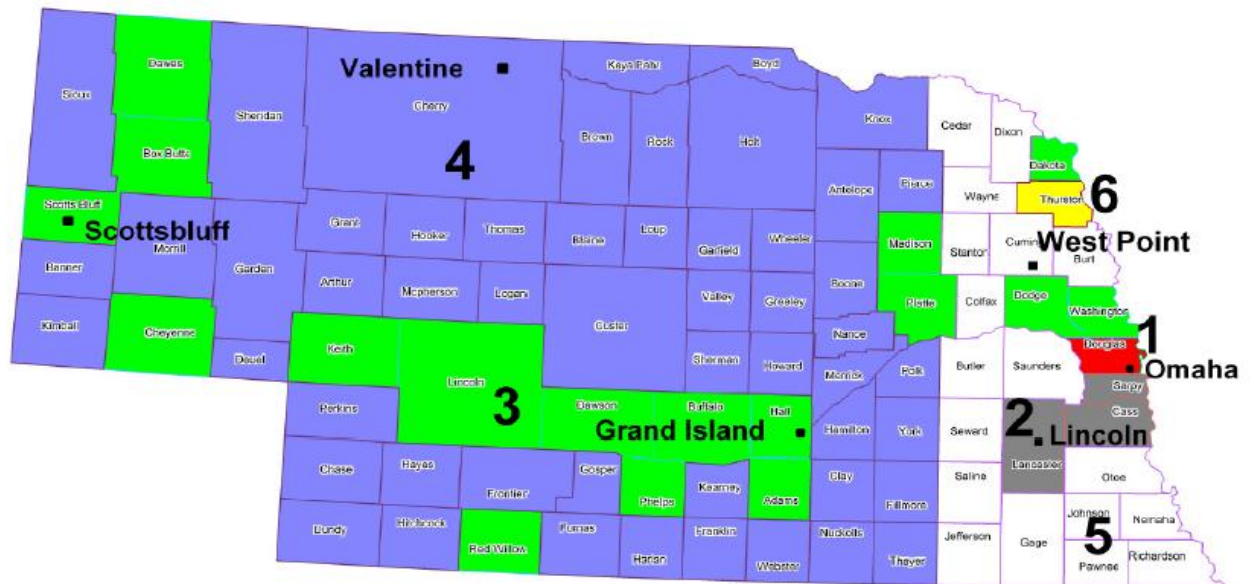 Valentine
Keya Paha
Boyd
Dawes
Sioux
Sheridan
Cherry
Knox
Cedar
Dixon
Brown
Rock
Holt
Box Butte
4
Dakota
Antelope
Pierce
Wayne
Thurston
6
Scotts Bluff
Scottsbluff
Grant
Hooker
Thomas
Blaine
Loup
Garfield
Wheeler
Madison
Stanton
Cuming
West Point
Burt
Banner
Morrill
Garden
Arthur
Mcpherson
Logan
Valley
Greeley
Boone
Platte
Colfax
Dodge
Washington
Kimball
Cheyenne
Deuel
Keith
Custer
Nance
1
Douglas
Omaha
Lincoln
Sherman
Howard
Merrick
Polk
Butler
Saunders
Sarpy
Cass
Perkins
3
Dawson
Buffalo
Hall
Grand Island
Hamilton
York
Seward
2
Lincoln
Lancaster
Chase
Hayes
Frontier
Gosper
Phelps
Kearney
Adams
Clay
Fillmore
Saline
Otoe
Dundy
Hitchcock
Red Willow
Furnas
Harlan
Franklin
Webster
Nuckolls
Thayer
Jefferson
Gage
Johnson
Nemaha
5
Pawnee
Richardson